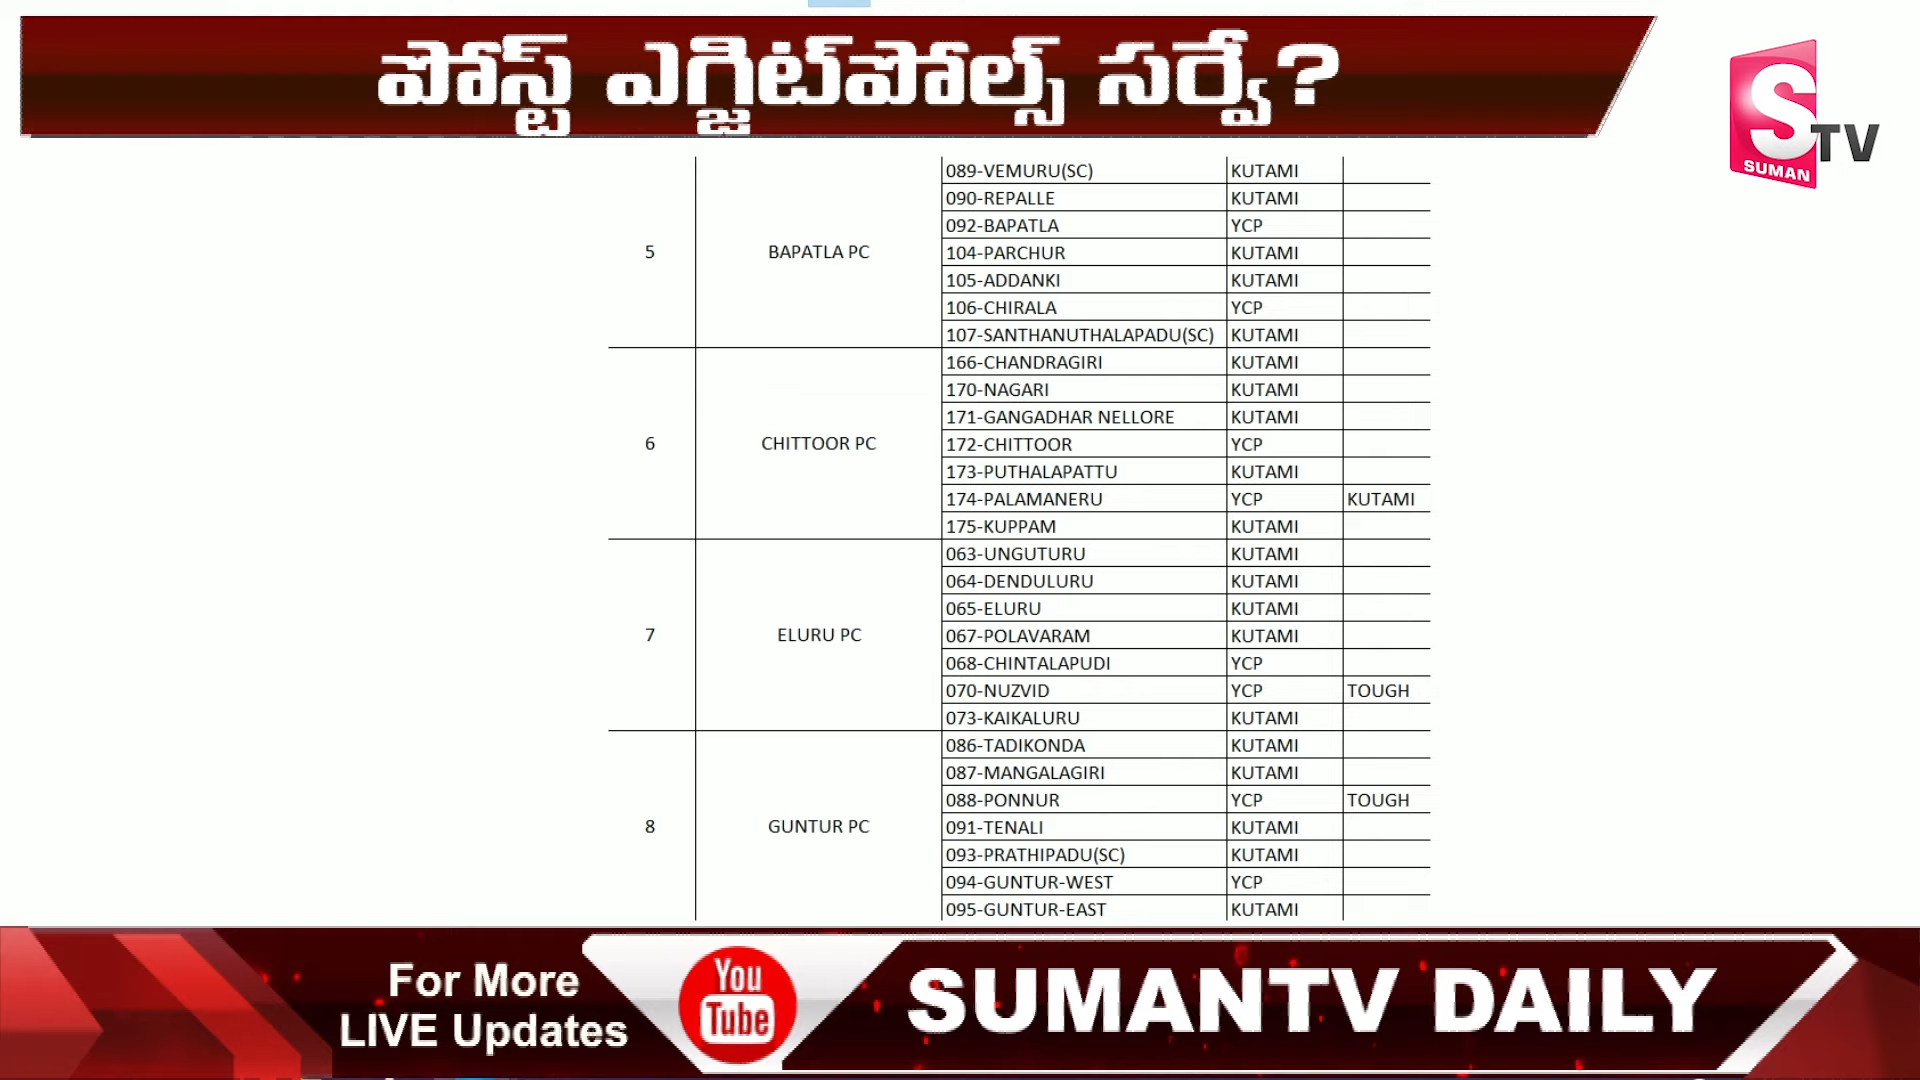 పోస్ట్ ఎగ్జిట్‌పోల్స్ సర్వే?
S TV
SUMAN
089-VEMURU(SC) KUTAMI
090-REPALLE KUTAMI
092-BAPATLA YCP
5 BAPATLA PC 104-PARCHUR KUTAMI
105-ADDANKI KUTAMI
106-CHIRALA YCP
107-SANTHANUTHALAPADU(SC) KUTAMI
166-CHANDRAGIRI KUTAMI
170-NAGARI KUTAMI
171-GANGADHAR NELLORE KUTAMI
6 CHITTOOR PC 172-CHITTOOR YCP
173-PUTHALAPATTU KUTAMI
174-PALAMANERU YCP KUTAMI
175-KUPPAM KUTAMI
063-UNGUTURU KUTAMI
064-DENDULURU KUTAMI
065-ELURU KUTAMI
7 ELURU PC 067-POLAVARAM KUTAMI
068-CHINTALAPUDI YCP
070-NUZVID YCP TOUGH
073-KAIKALURU KUTAMI
086-TADIKONDA KUTAMI
087-MANGALAGIRI KUTAMI
088-PONNUR YCP TOUGH
8 GUNTUR PC 091-TENALI KUTAMI
093-PRATHIPADU(SC) KUTAMI
094-GUNTUR-WEST YCP
095-GUNTUR-EAST KUTAMI
For More
LIVE Updates
You
Tube
SUMANTV DAILY